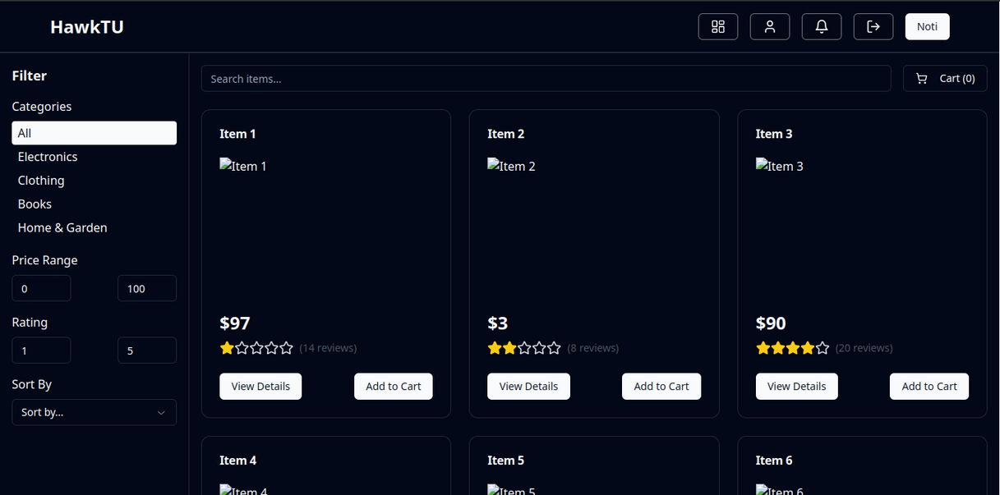 HawkTU
Noti
Filter
Categories
All
Electronics
Clothing
Books
Home & Garden
Price Range
0 100
Rating
1 5
Sort By
Sort by...
Search items...
Cart (0)
Item 1
Item 1
$97
(14 reviews)
View Details Add to Cart
Item 2
Item 2
$3
(8 reviews)
View Details Add to Cart
Item 3
Item 3
$90
(20 reviews)
View Details Add to Cart
Item 4
Item 4
Item 5
Item 5
Item 6
Item 6